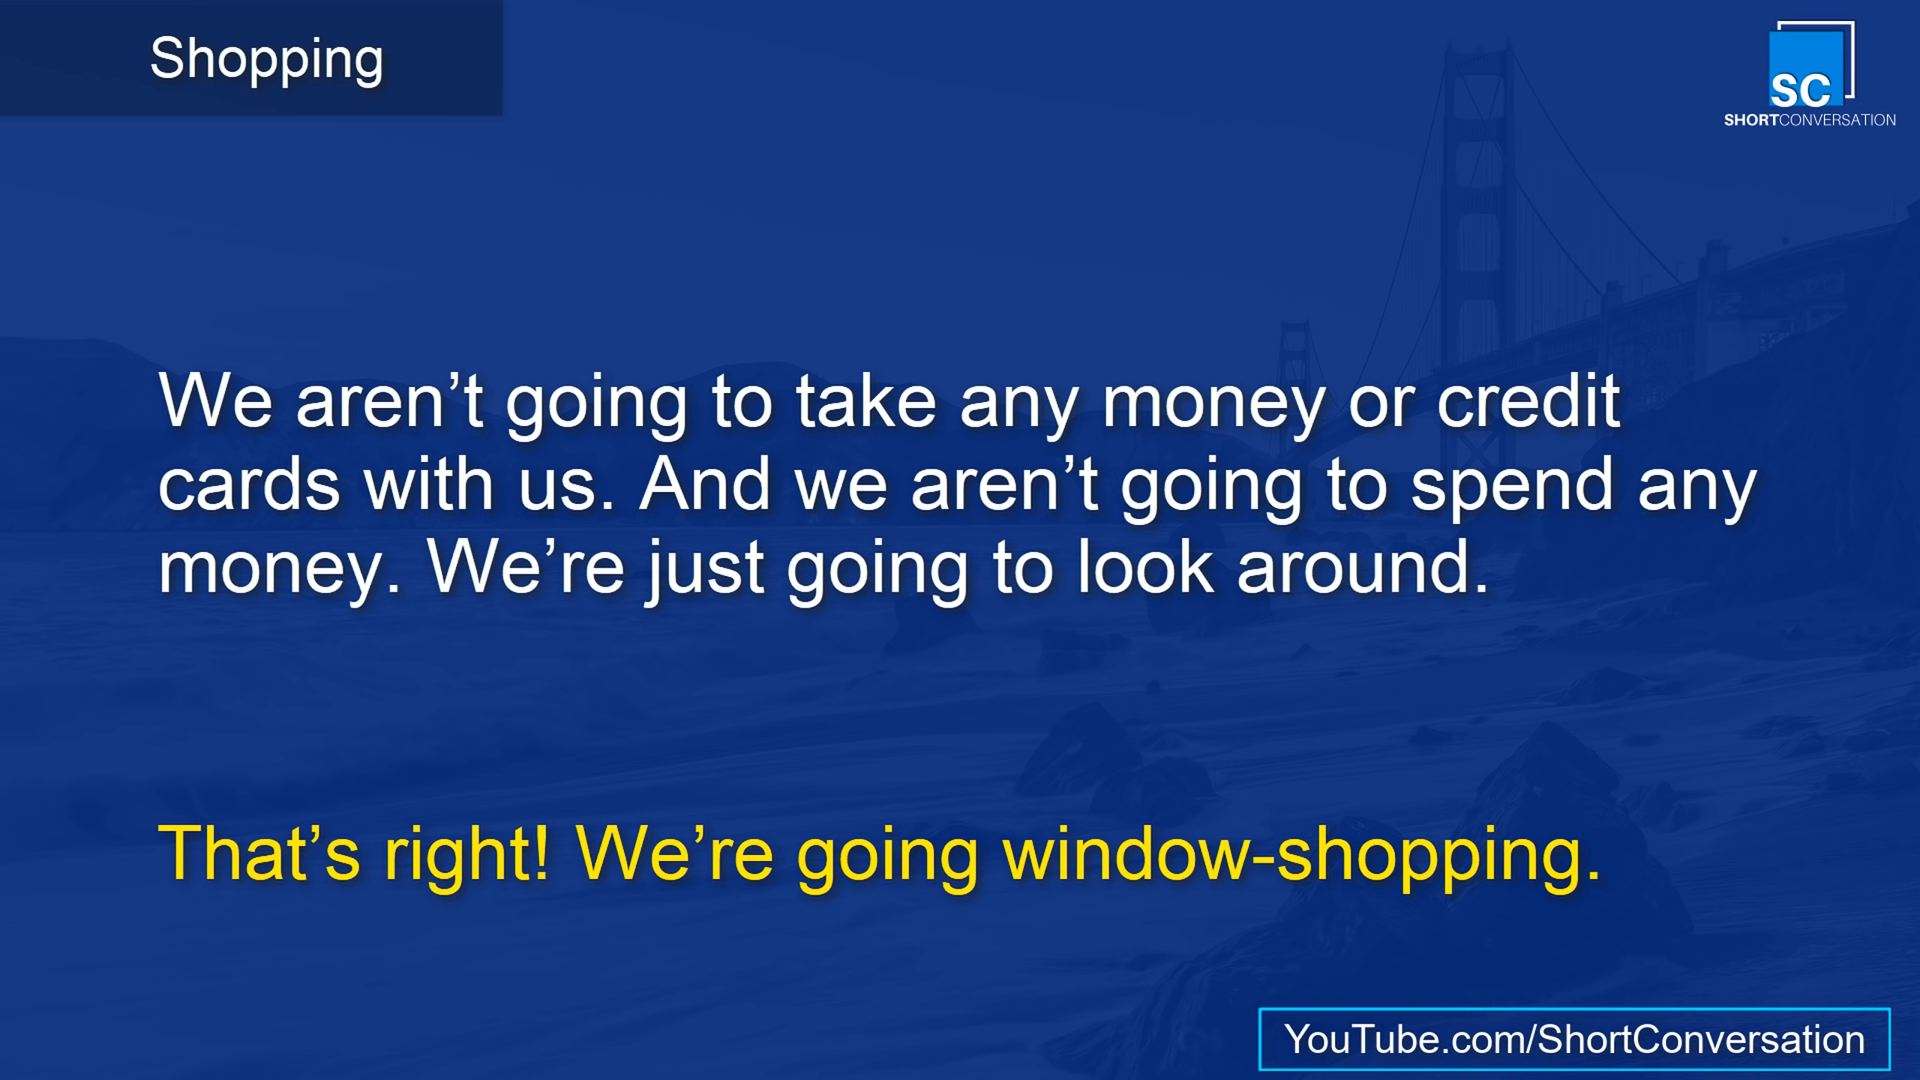 Shopping
SC
SHORTCONVERSATION
We aren’t going to take any money or credit
cards with us. And we aren’t going to spend any
money. We’re just going to look around.
That’s right! We’re going window-shopping.
YouTube.com/ShortConversation